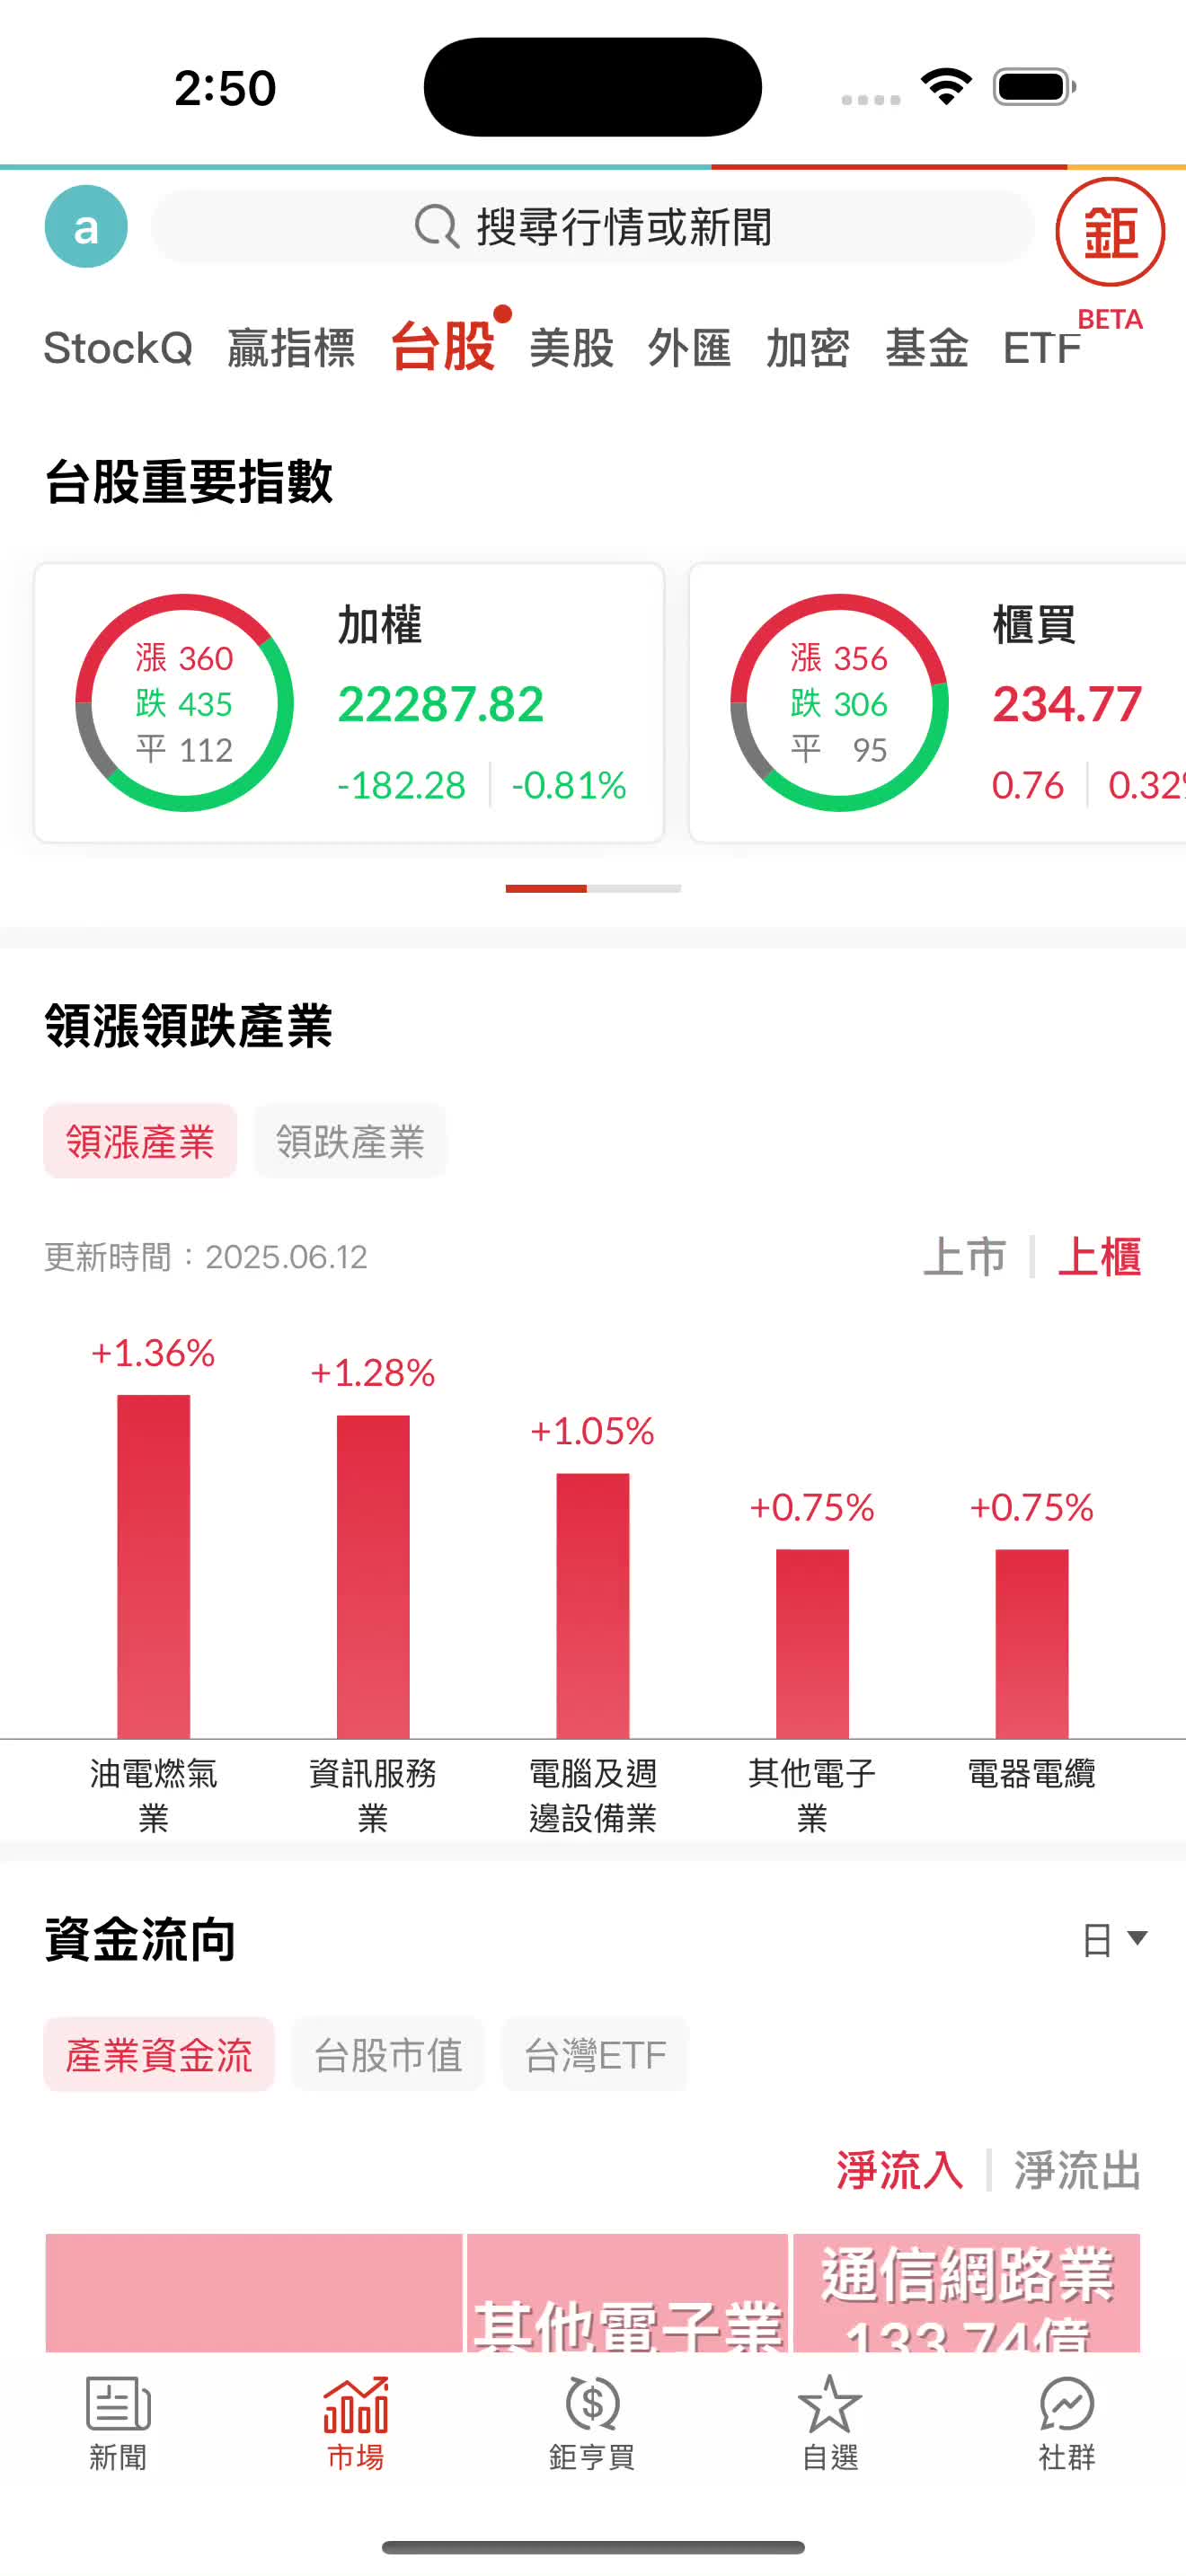 2:50
a
搜尋行情或新聞
鉅
BETA
StockQ 贏指標 台股 美股 外匯 加密 基金 ETF
台股重要指數
漲 360
跌 435
平 112
加權
22287.82
-182.28 -0.81%
漲 356
跌 306
平 95
櫃買
234.77
0.76 0.32%
領漲領跌產業
領漲產業 領跌產業
更新時間：2025.06.12
上市 上櫃
+1.36%
+1.28%
+1.05%
+0.75%
+0.75%
油電燃氣
業
資訊服務
業
電腦及週
邊設備業
其他電子
業
電器電纜
資金流向
日
產業資金流 台股市值 台灣ETF
淨流入 淨流出
其他電子業
通信網路業
133.74億
新聞
市場
鉅亨買
自選
社群